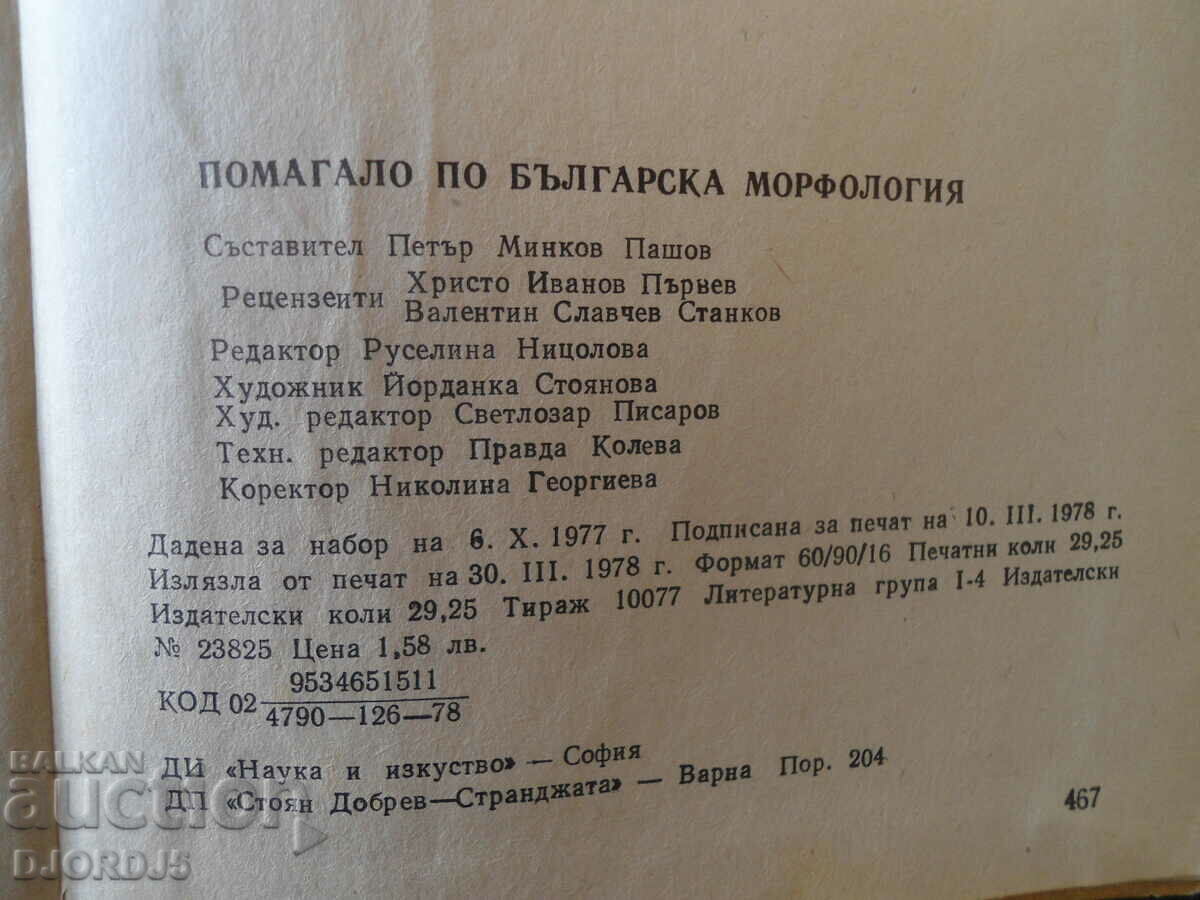 ПОМАГАЛО ПО БЪЛГАРСКА МОРФОЛОГИЯ
Съставител Петър Минков Пашов
Рецензенти Христо Иванов Първев
Валентин Славчев Станков
Редактор Руселина Ницолова
Художник Йорданка Стоянова
Худ. редактор Светлозар Писаров
Техн. редактор Правда Колева
Коректор Николина Георгиева
Дадена за набор на 6. X. 1977 г. Подписана за печат на 10. III. 1978 г.
Излязла от печат на 30. III. 1978 г. Формат 60/90/16 Печатни коли 29,25
Издателски коли 29,25 Тираж 10077 Литературна група I-4 Издателски
№ 23825 Цена 1,58 лв.
КОД 02 9534651511
4790—126—78
ДИ «Наука и изкуство» — София
ДП «Стоян Добрев—Странджата» — Варна Пор. 204
467
BALKAN
auction
DJORDJ5